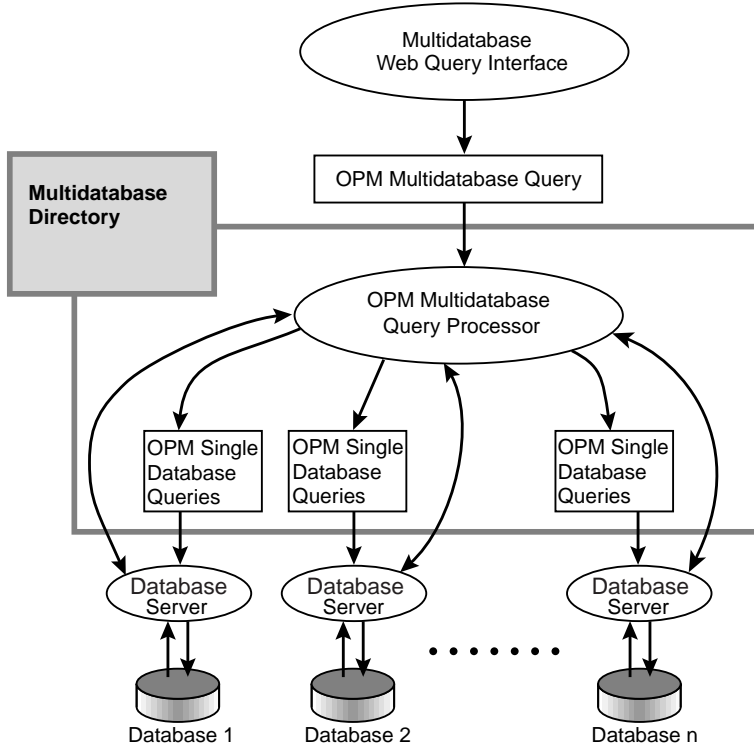 Multidatabase
Web Query Interface
OPM Multidatabase Query
Multidatabase
Directory
OPM Multidatabase
Query Processor
OPM Single
Database
Queries
OPM Single
Database
Queries
OPM Single
Database
Queries
Database
Server
Database
Server
Database
Server
Database 1
Database 2
Database n